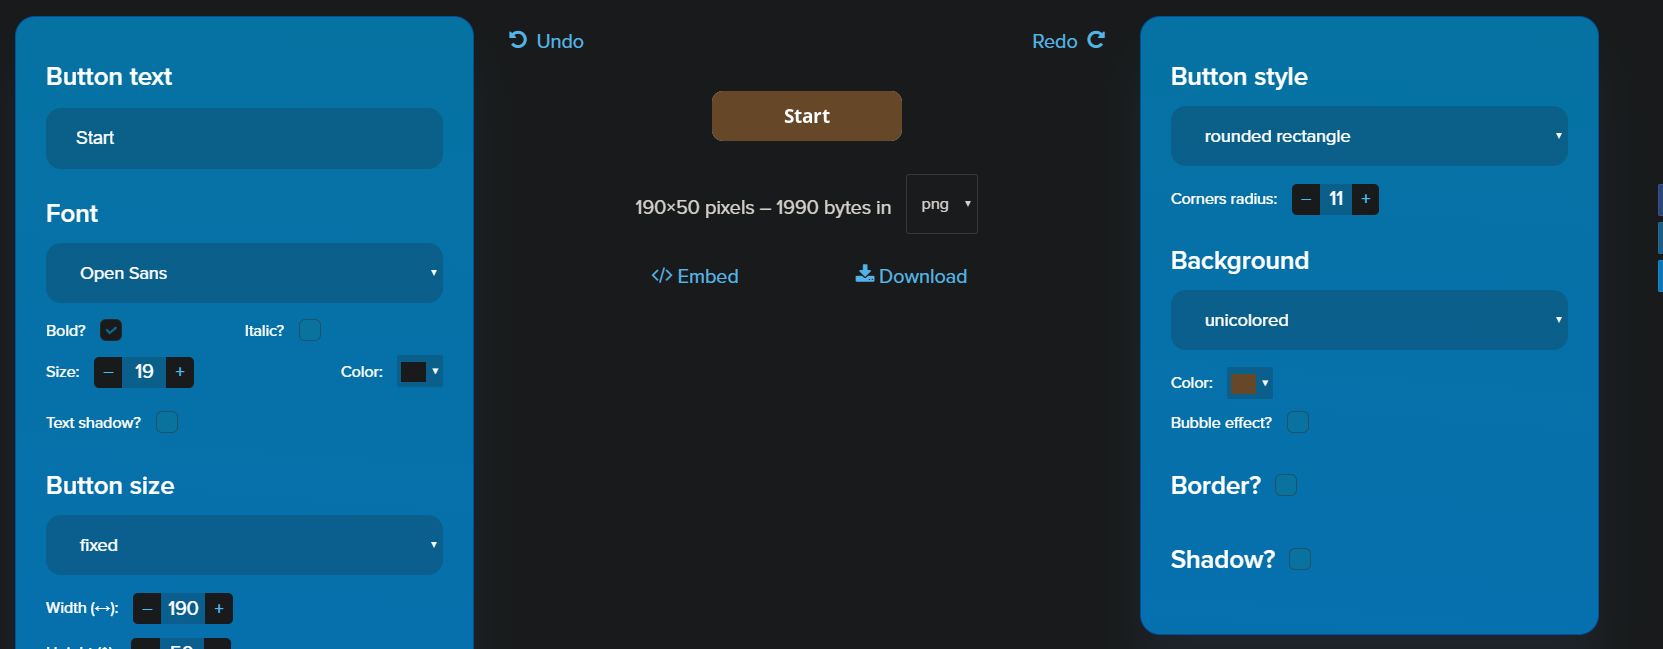 Undo
Redo
Button text
Start
Font
Open Sans
Bold?
Italic?
Size: – 19 +
Color:
Text shadow?
Button size
fixed
Width (↔): – 190 +
Start
190×50 pixels – 1990 bytes in png
</> Embed
Download
Button style
rounded rectangle
Corners radius: – 11 +
Background
unicolored
Color:
Bubble effect?
Border?
Shadow?